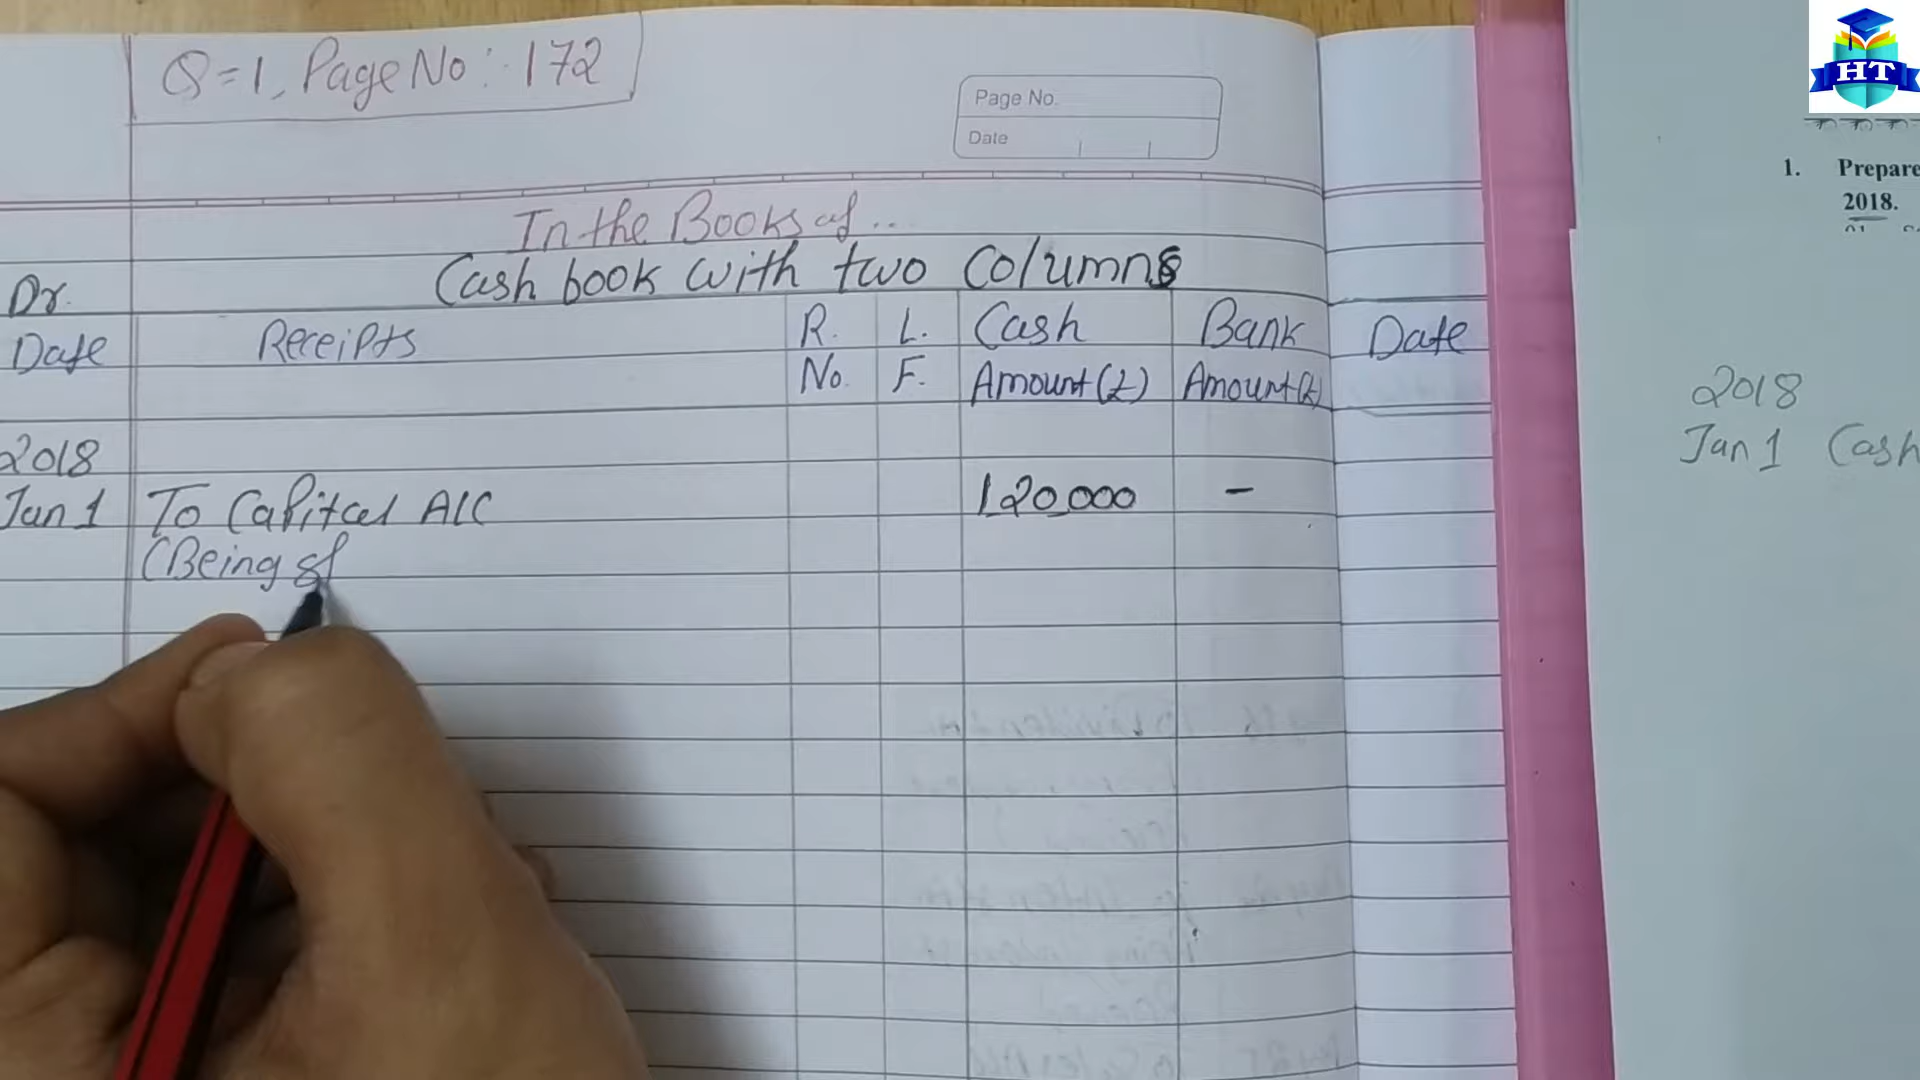 Q=1, Page No: 172
Page No.
Date
In the Books of...
Cash book with two Columns
Dr.
Date Receipts R. No. L. F. Cash Amount (₹) Bank Amount (₹) Date
2018
Jan 1 To Capital A/C 1,20,000 -
(Being st
HT
1. Prepare
2018.
2018
Jan 1 Cash